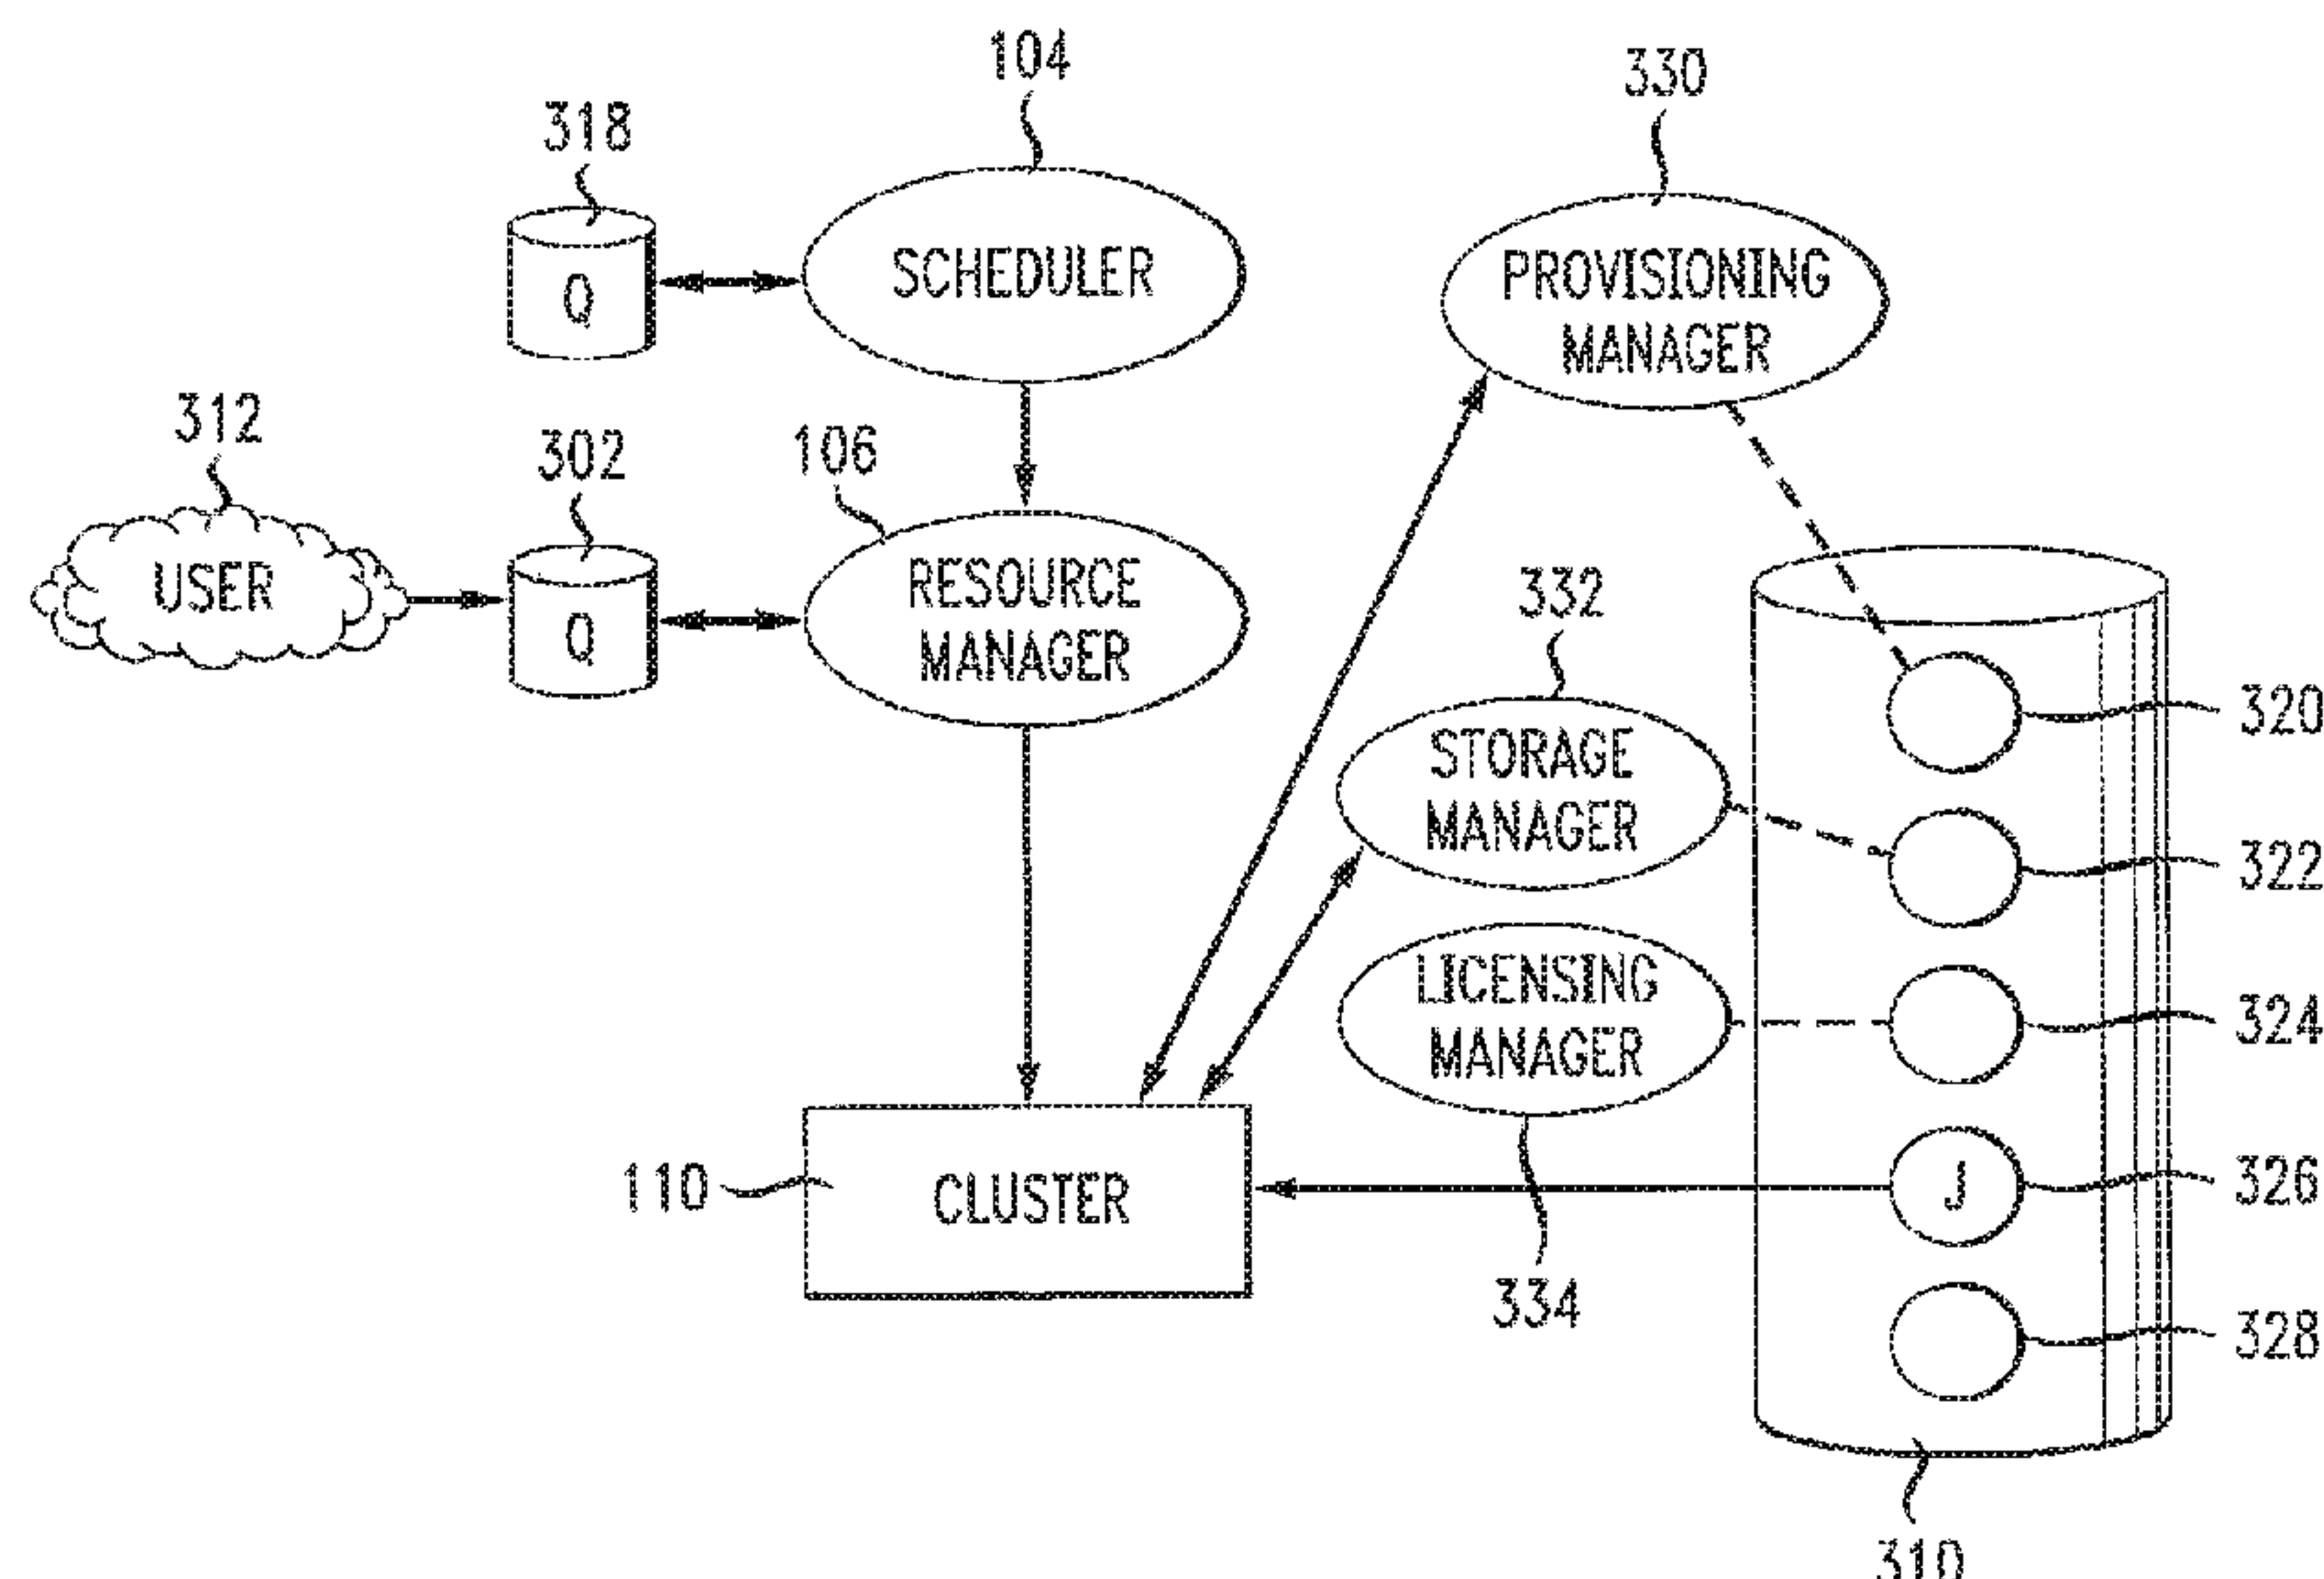 104
330
318
SCHEDULER
PROVISIONING
MANAGER
Q
312
302
106
USER
Q
RESOURCE
MANAGER
332
STORAGE
MANAGER
320
322
LICENSING
MANAGER
324
110
CLUSTER
J
326
334
328
310